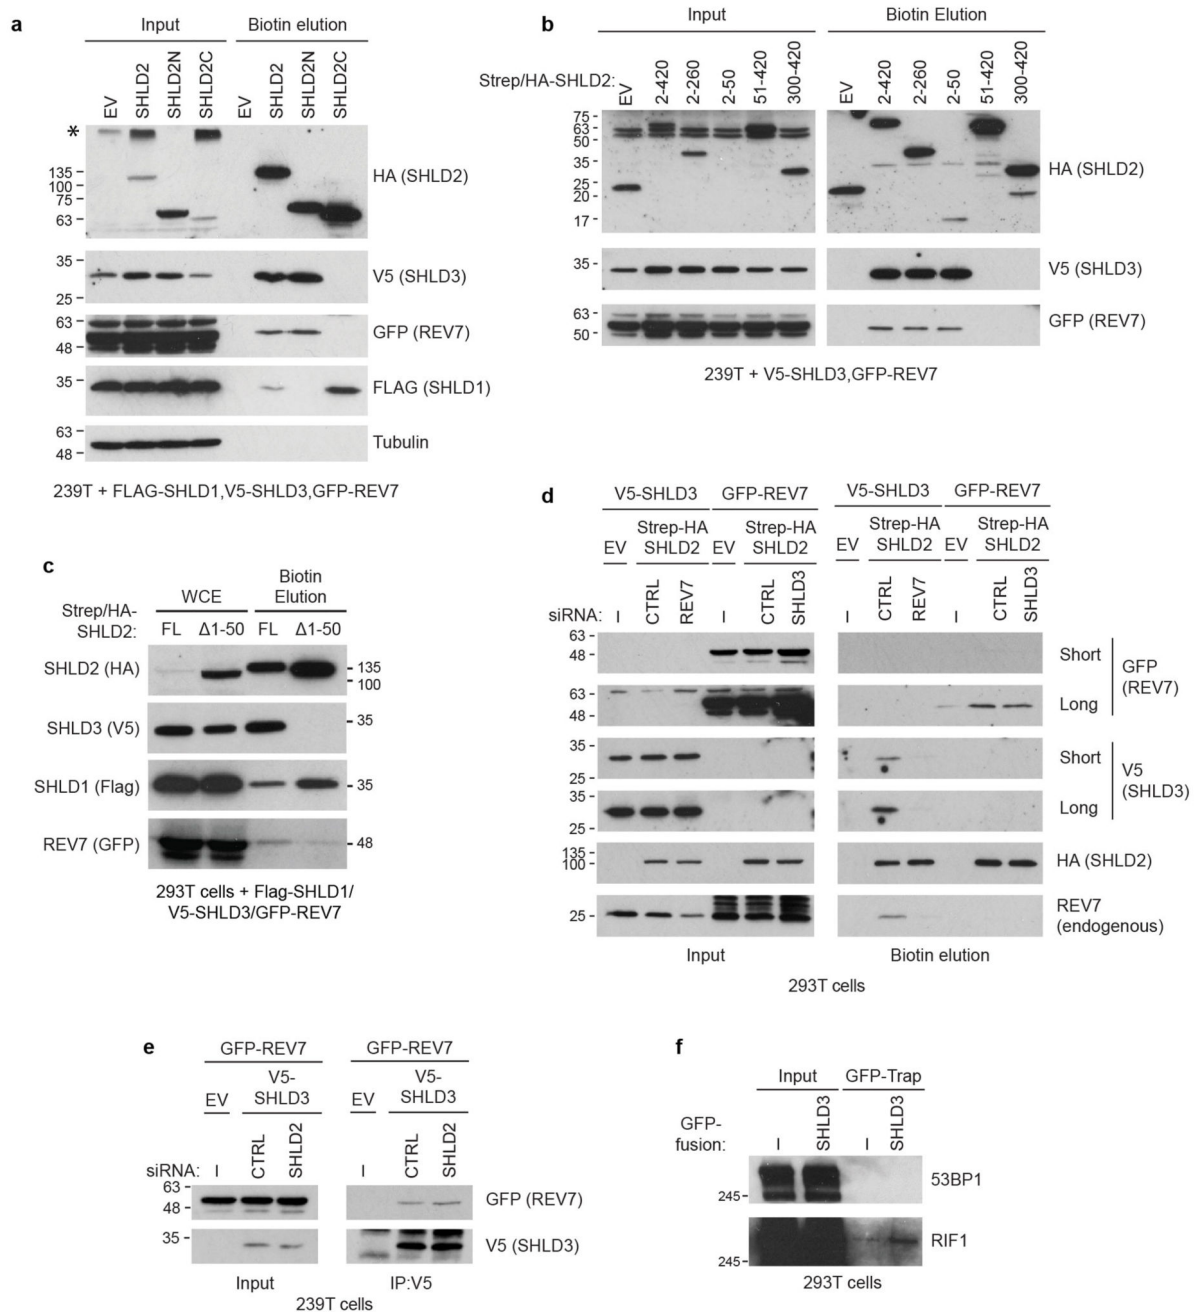 a
Input Biotin elution
EV SHLD2 SHLD2N SHLD2C EV SHLD2 SHLD2N SHLD2C
*
135
100
75
63
HA (SHLD2)
35
25
V5 (SHLD3)
63
48
GFP (REV7)
35
FLAG (SHLD1)
63
48
Tubulin
239T + FLAG-SHLD1,V5-SHLD3,GFP-REV7
b
Input Biotin Elution
Strep/HA-SHLD2:
EV 2-420 2-260 2-50 51-420 300-420 EV 2-420 2-260 2-50 51-420 300-420
75
63
50
35
25
20
17
HA (SHLD2)
35
V5 (SHLD3)
63
50
GFP (REV7)
239T + V5-SHLD3,GFP-REV7
c
Biotin
WCE Elution
Strep/HA-
SHLD2: FL Δ1-50 FL Δ1-50
SHLD2 (HA) 135
100
SHLD3 (V5) 35
SHLD1 (Flag) 35
REV7 (GFP) 48
293T cells + Flag-SHLD1/
V5-SHLD3/GFP-REV7
d
V5-SHLD3 GFP-REV7 V5-SHLD3 GFP-REV7
Strep-HA Strep-HA Strep-HA Strep-HA
EV SHLD2 EV SHLD2 EV SHLD2 EV SHLD2
siRNA: - CTRL REV7 - CTRL SHLD3 - CTRL REV7 - CTRL SHLD3
63
48
Short
63
48
Long
GFP
(REV7)
35
25
Short
35
25
Long
V5
(SHLD3)
135
100
HA (SHLD2)
25
REV7
(endogenous)
Input Biotin elution
293T cells
e
GFP-REV7 GFP-REV7
V5- V5-
EV SHLD3 EV SHLD3
siRNA: - CTRL SHLD2 - CTRL SHLD2
63
48
GFP (REV7)
35
V5 (SHLD3)
Input IP:V5
239T cells
f
Input GFP-Trap
GFP-
fusion: - SHLD3 - SHLD3
245
53BP1
245
RIF1
293T cells